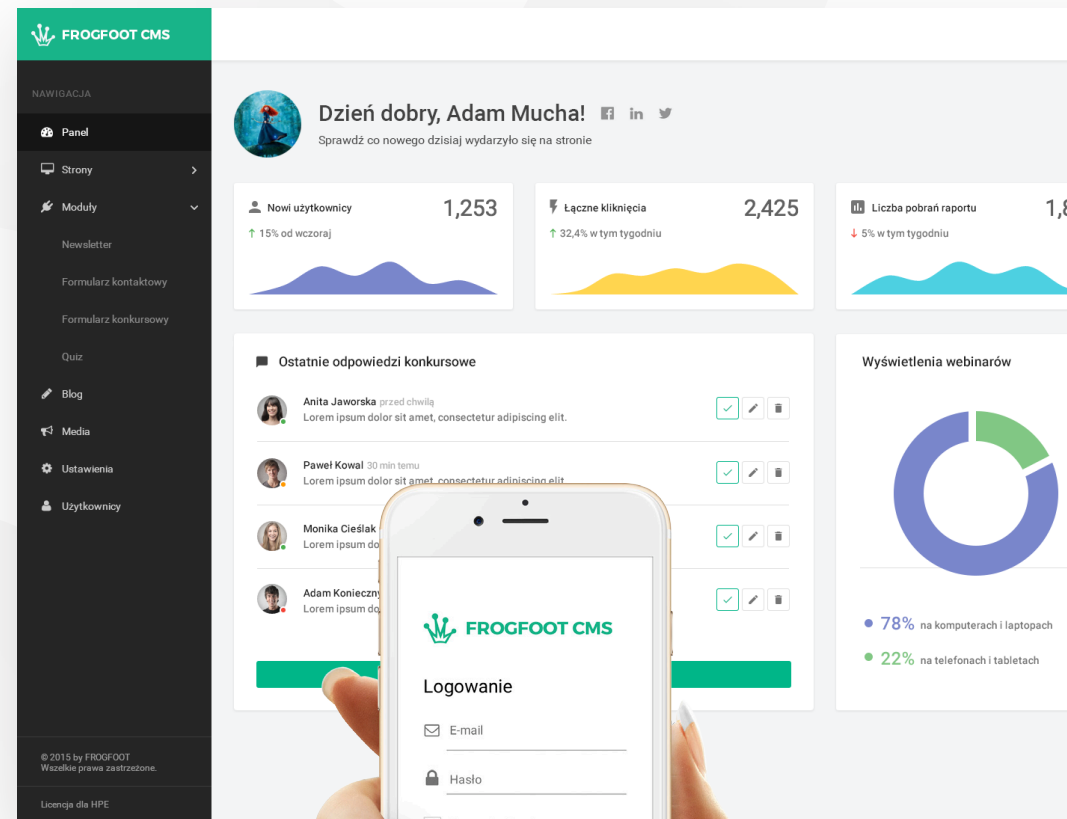 FROGFOOT CMS
NAWIGACJA
Panel
Strony
Moduły
Newsletter
Formularz kontaktowy
Formularz konkursowy
Quiz
Blog
Media
Ustawienia
Użytkownicy
© 2015 by FROGFOOT
Wszelkie prawa zastrzeżone.
Licencja dla HPE
Dzień dobry, Adam Mucha!
Sprawdź co nowego dzisiaj wydarzyło się na stronie
Nowi użytkownicy 1,253
15% od wczoraj
Łączne kliknięcia 2,425
32,4% w tym tygodniu
Liczba pobrań raportu
5% w tym tygodniu
Ostatnie odpowiedzi konkursowe
Anita Jaworska przed chwilą
Lorem ipsum dolor sit amet, consectetur adipiscing elit.
Paweł Kowal 30 min temu
Lorem ipsum dolor sit amet, consectetur adipiscing elit
Monika Cieślak
Lorem ipsum do
Adam Konieczny
Lorem ipsum do
Wyświetlenia webinarów
78% na komputerach i laptopach
22% na telefonach i tabletach
FROGFOOT CMS
Logowanie
E-mail
Hasło